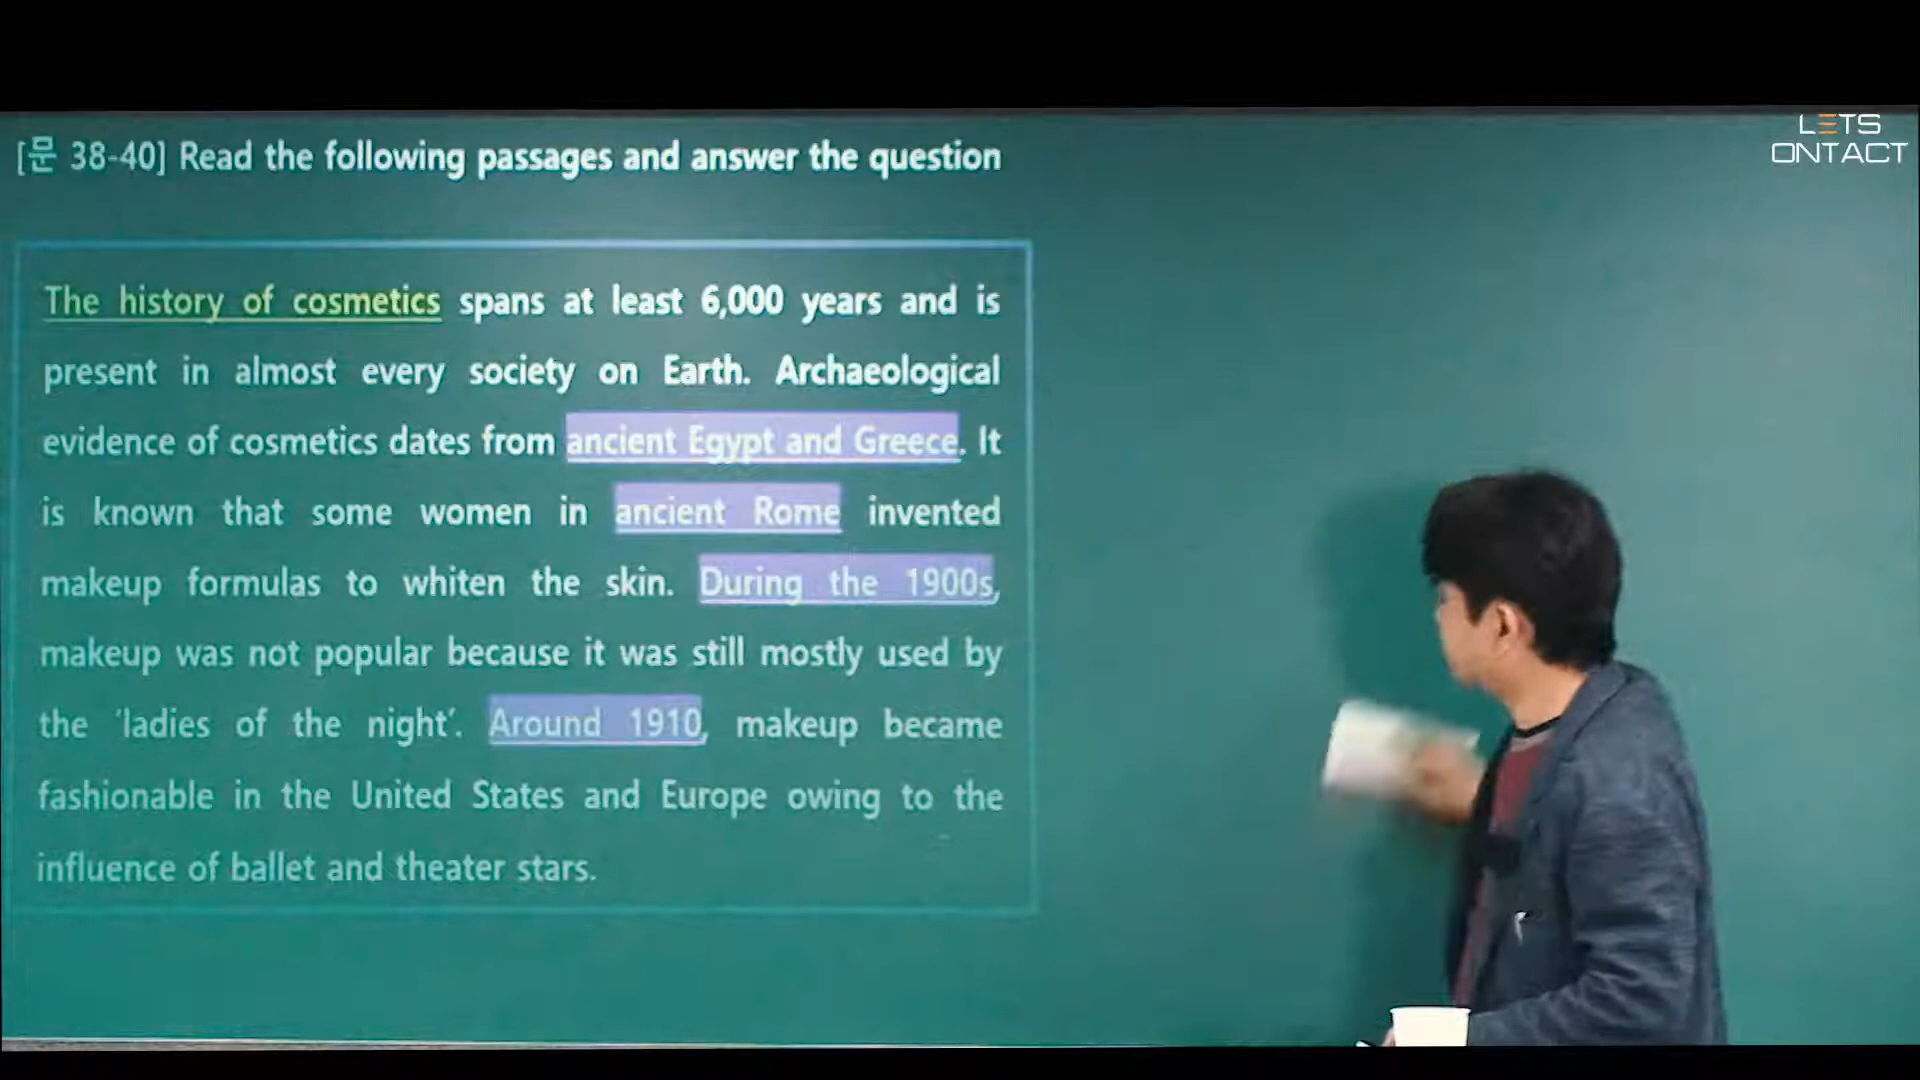 LETS
ONTACT
[문 38-40] Read the following passages and answer the question
The history of cosmetics spans at least 6,000 years and is
present in almost every society on Earth. Archaeological
evidence of cosmetics dates from ancient Egypt and Greece. It
is known that some women in ancient Rome invented
makeup formulas to whiten the skin. During the 1900s,
makeup was not popular because it was still mostly used by
the ‘ladies of the night’. Around 1910, makeup became
fashionable in the United States and Europe owing to the
influence of ballet and theater stars.